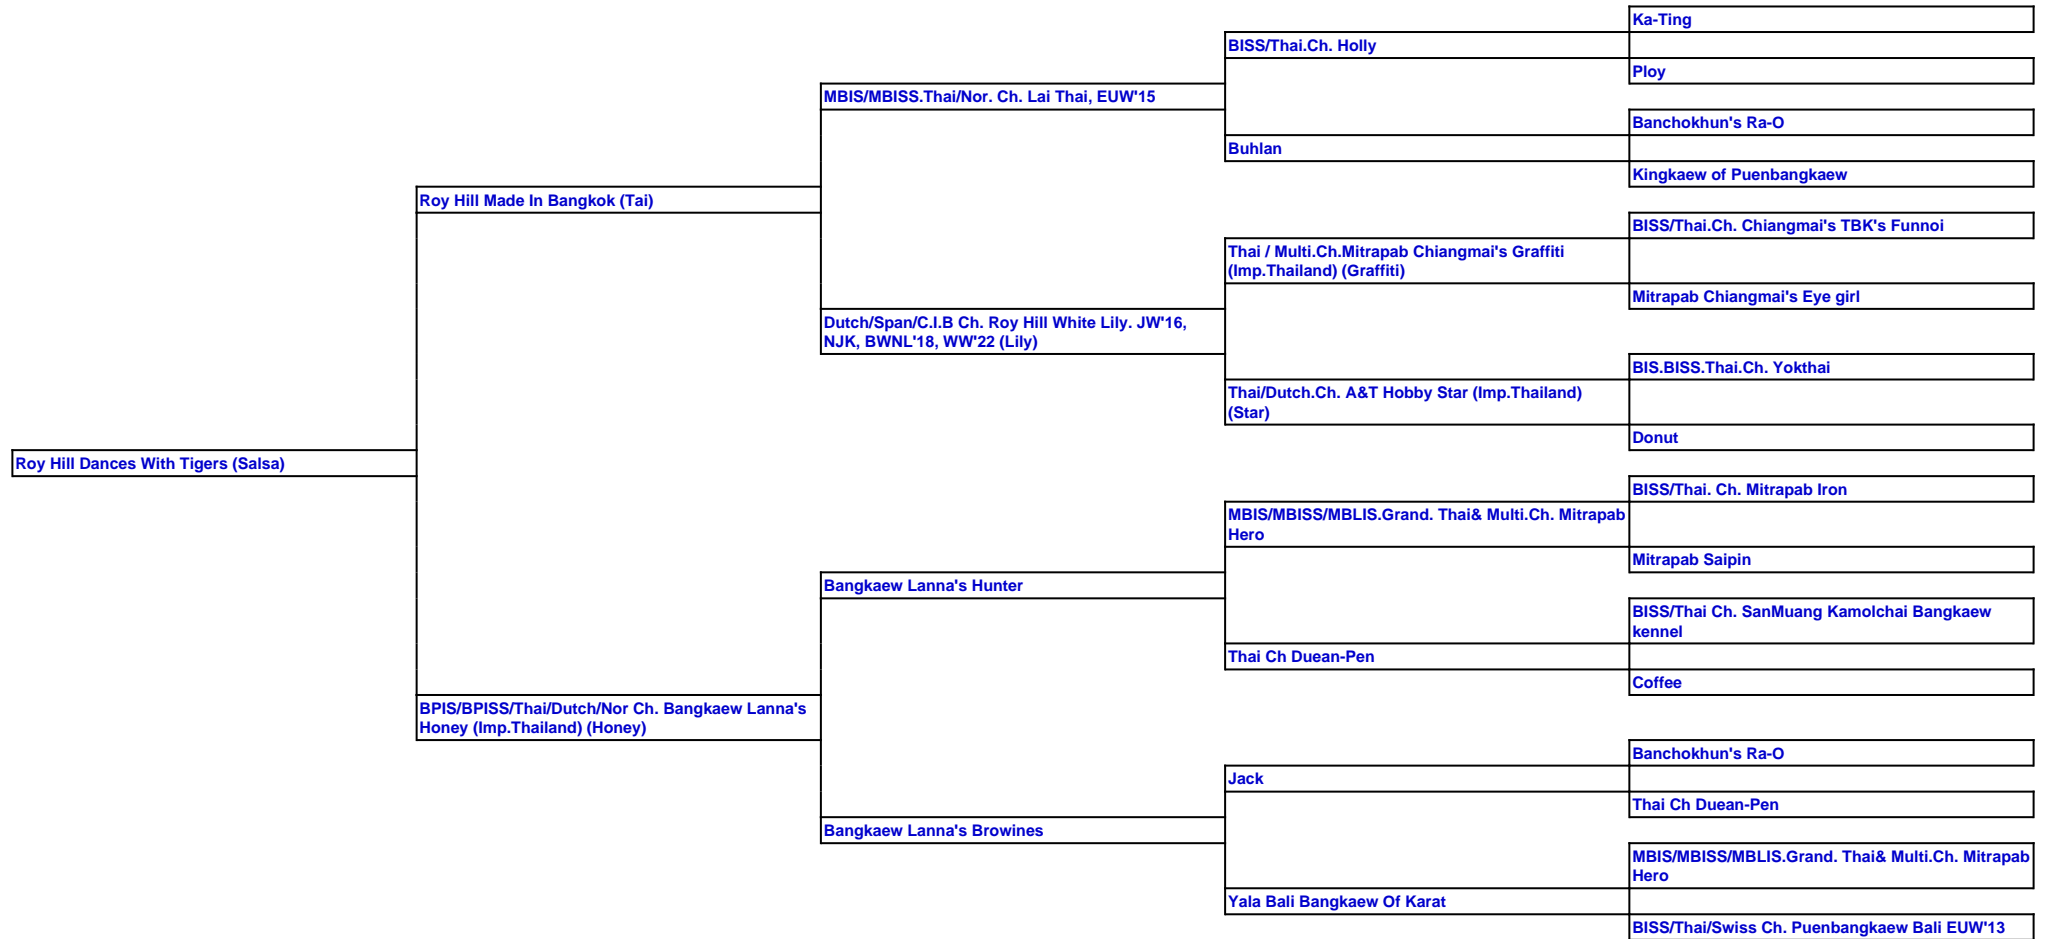 Ka-Ting
BISS/Thai.Ch. Holly
Ploy
MBIS/MBISS.Thai/Nor. Ch. Lai Thai, EUW'15
Banchokhun's Ra-O
Buhlan
Kingkaew of Puenbangkaew
Roy Hill Made In Bangkok (Tai)
BISS/Thai.Ch. Chiangmai's TBK's Funnoi
Thai / Multi.Ch.Mitrapab Chiangmai's Graffiti
(Imp.Thailand) (Graffiti)
Mitrapab Chiangmai's Eye girl
Dutch/Span/C.I.B Ch. Roy Hill White Lily. JW'16,
NJK, BWNL'18, WW'22 (Lily)
BIS.BISS.Thai.Ch. Yokthai
Thai/Dutch.Ch. A&T Hobby Star (Imp.Thailand)
(Star)
Donut
Roy Hill Dances With Tigers (Salsa)
BISS/Thai. Ch. Mitrapab Iron
MBIS/MBISS/MBLIS.Grand. Thai& Multi.Ch. Mitrapab
Hero
Mitrapab Saipin
Bangkaew Lanna's Hunter
BISS/Thai Ch. SanMuang Kamolchai Bangkaew
kennel
Thai Ch Duean-Pen
Coffee
BPIS/BPISS/Thai/Dutch/Nor Ch. Bangkaew Lanna's
Honey (Imp.Thailand) (Honey)
Banchokhun's Ra-O
Jack
Thai Ch Duean-Pen
Bangkaew Lanna's Browines
MBIS/MBISS/MBLIS.Grand. Thai& Multi.Ch. Mitrapab
Hero
Yala Bali Bangkaew Of Karat
BISS/Thai/Swiss Ch. Puenbangkaew Bali EUW'13